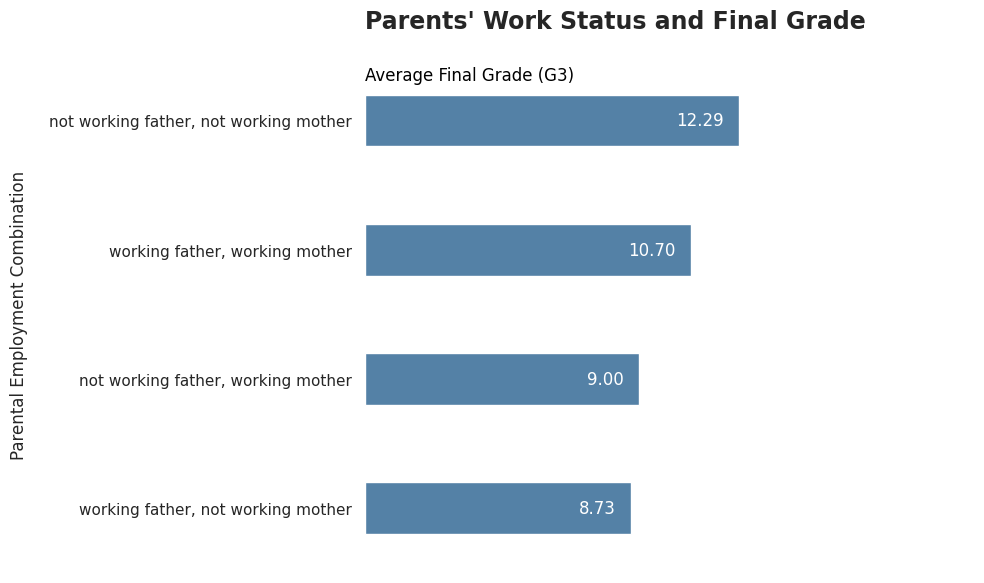 Parents' Work Status and Final Grade
Average Final Grade (G3)
Parental Employment Combination
not working father, not working mother
12.29
working father, working mother
10.70
not working father, working mother
9.00
working father, not working mother
8.73